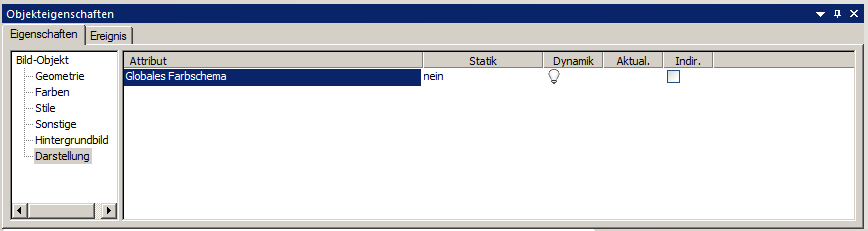 Objekteigenschaften
Eigenschaften Ereignis
Bild-Objekt
Geometrie
Farben
Stile
Sonstige
Hintergrundbild
Darstellung
Attribut Statik Dynamik Aktual. Indir.
Globales Farbschema nein